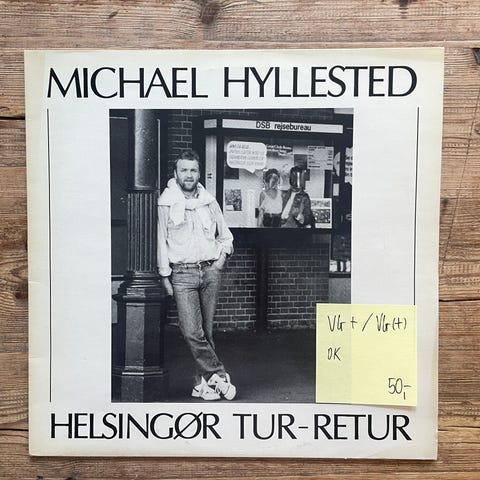 MICHAEL HYLLESTED
DSB rejsebureau
VG + / VG(+)
OK
50,-
HELSINGØR TUR-RETUR